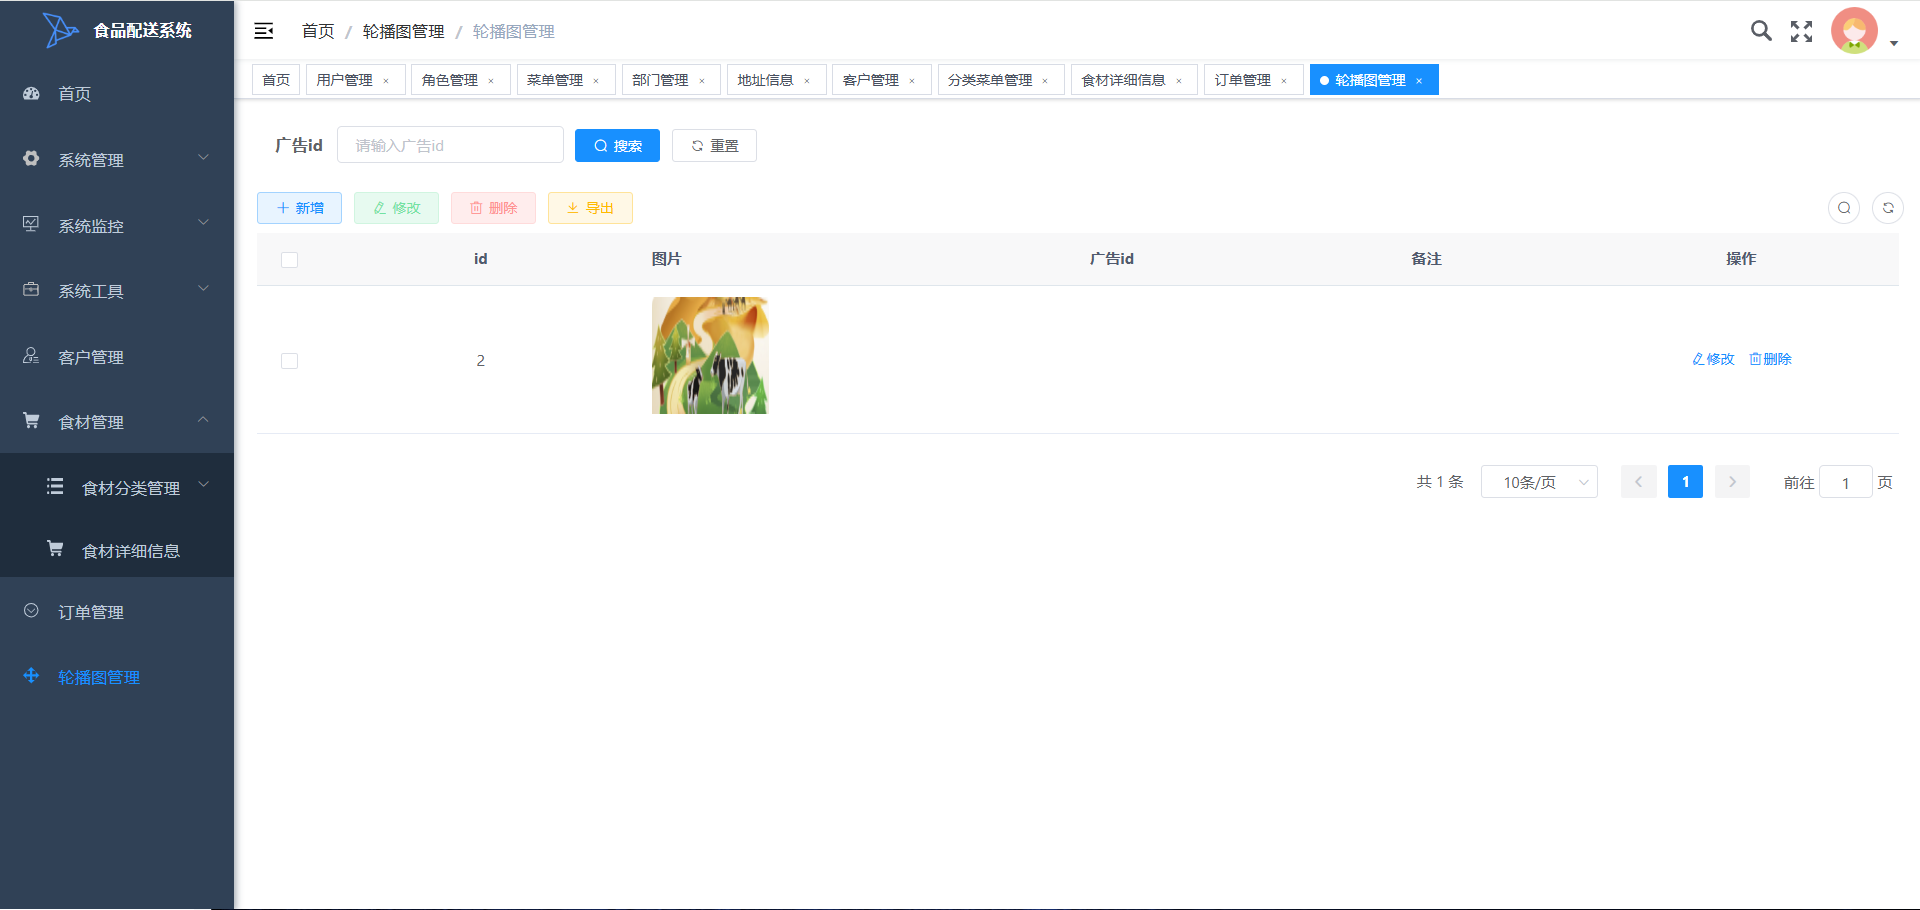 食品配送系统
首页 / 轮播图管理 / 轮播图管理
首页
系统管理
系统监控
系统工具
客户管理
食材管理
食材分类管理
食材详细信息
订单管理
轮播图管理
首页 用户管理 × 角色管理 × 菜单管理 × 部门管理 × 地址信息 × 客户管理 × 分类菜单管理 × 食材详细信息 × 订单管理 × 轮播图管理 ×
广告id 请输入广告id 搜索 重置
新增 修改 删除 导出
id 图片 广告id 备注 操作
2 修改 删除
共 1 条 10条/页 1 前往 1 页